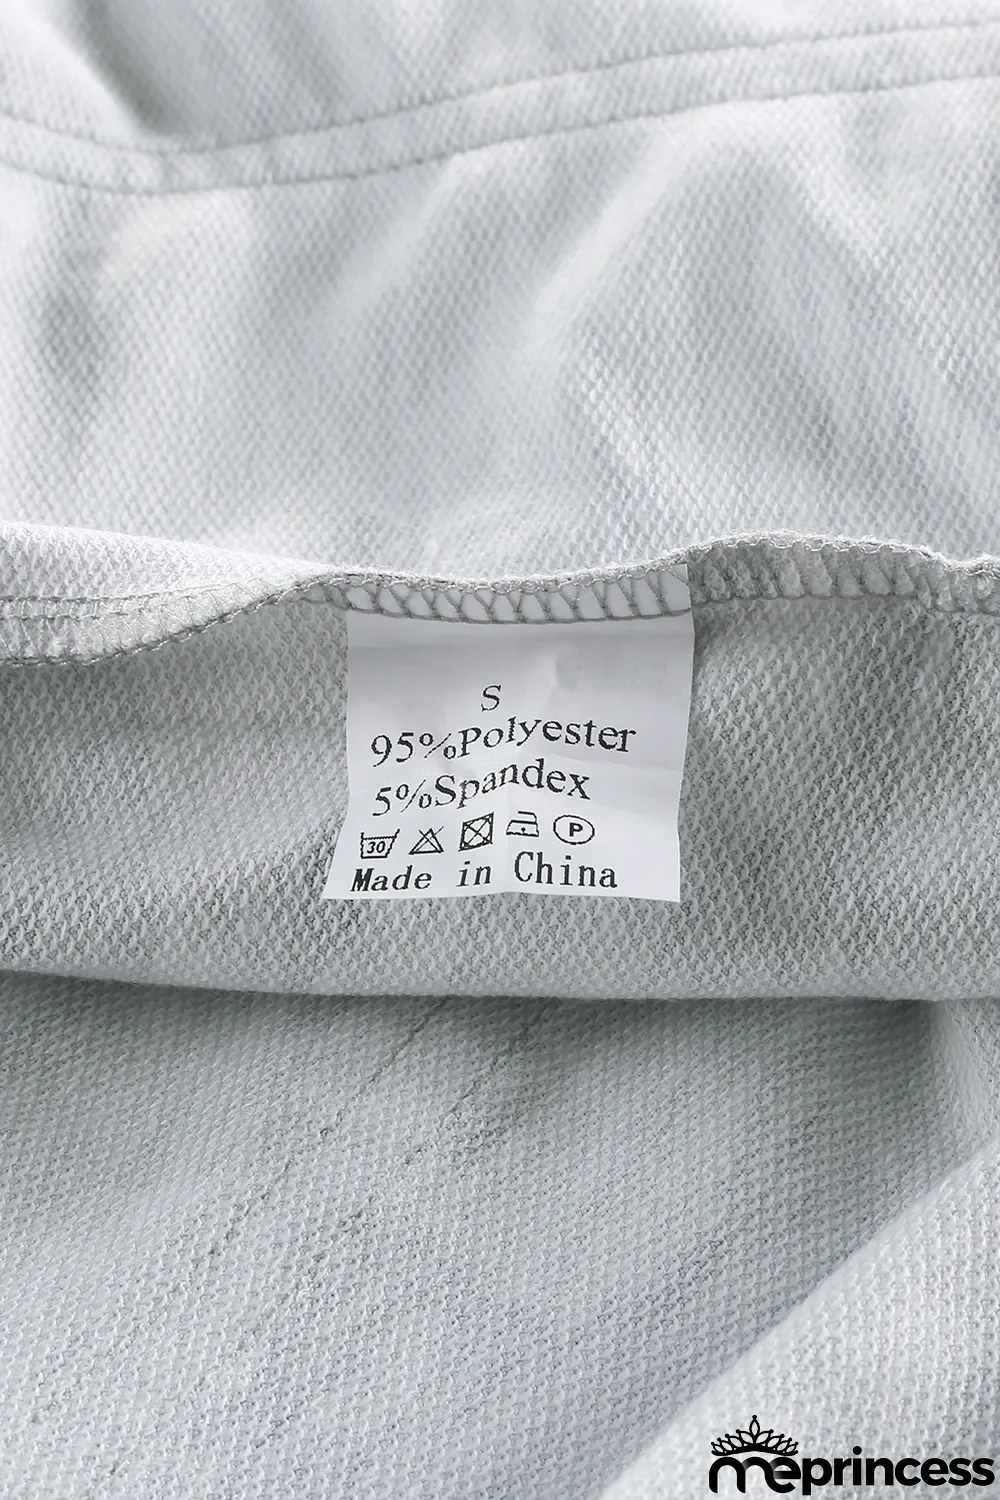 S
95%Polyester
5%Spandex
30 P
Made in China
meprincess